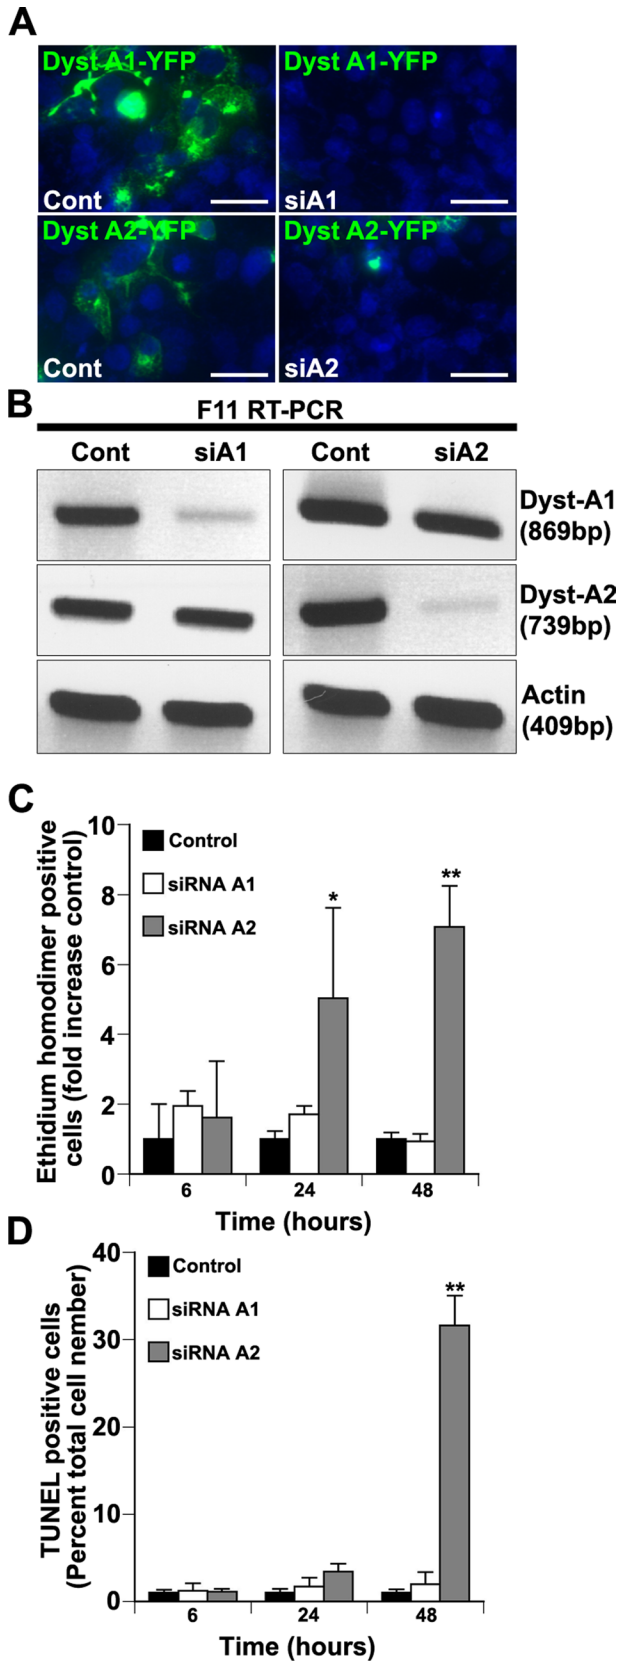 A
Dyst A1-YFP
Cont
Dyst A1-YFP
siA1
Dyst A2-YFP
Cont
Dyst A2-YFP
siA2
B
F11 RT-PCR
Cont siA1 Cont siA2
Dyst-A1
(869bp)
Dyst-A2
(739bp)
Actin
(409bp)
C
Ethidium homodimer positive
cells (fold increase control)
10
8
6
4
2
0
Control
siRNA A1
siRNA A2
*
**
6 24 48
Time (hours)
D
TUNEL positive cells
(Percent total cell nember)
40
30
20
10
0
Control
siRNA A1
siRNA A2
**
6 24 48
Time (hours)